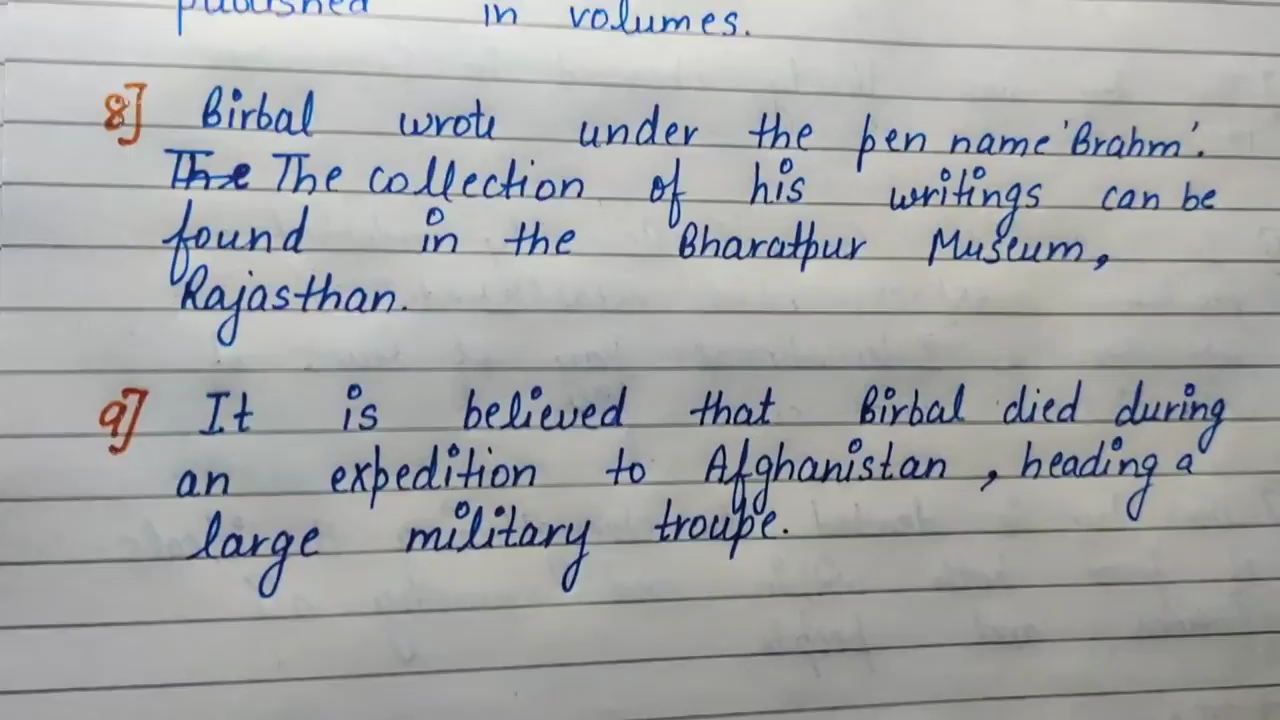 published in volumes.
8] Birbal wrote under the pen name 'Brahm'.
The The collection of his writings can be
found in the Bharatpur Museum,
Rajasthan.
9] It is believed that Birbal died during
an expedition to Afghanistan, heading a
large military troupe.